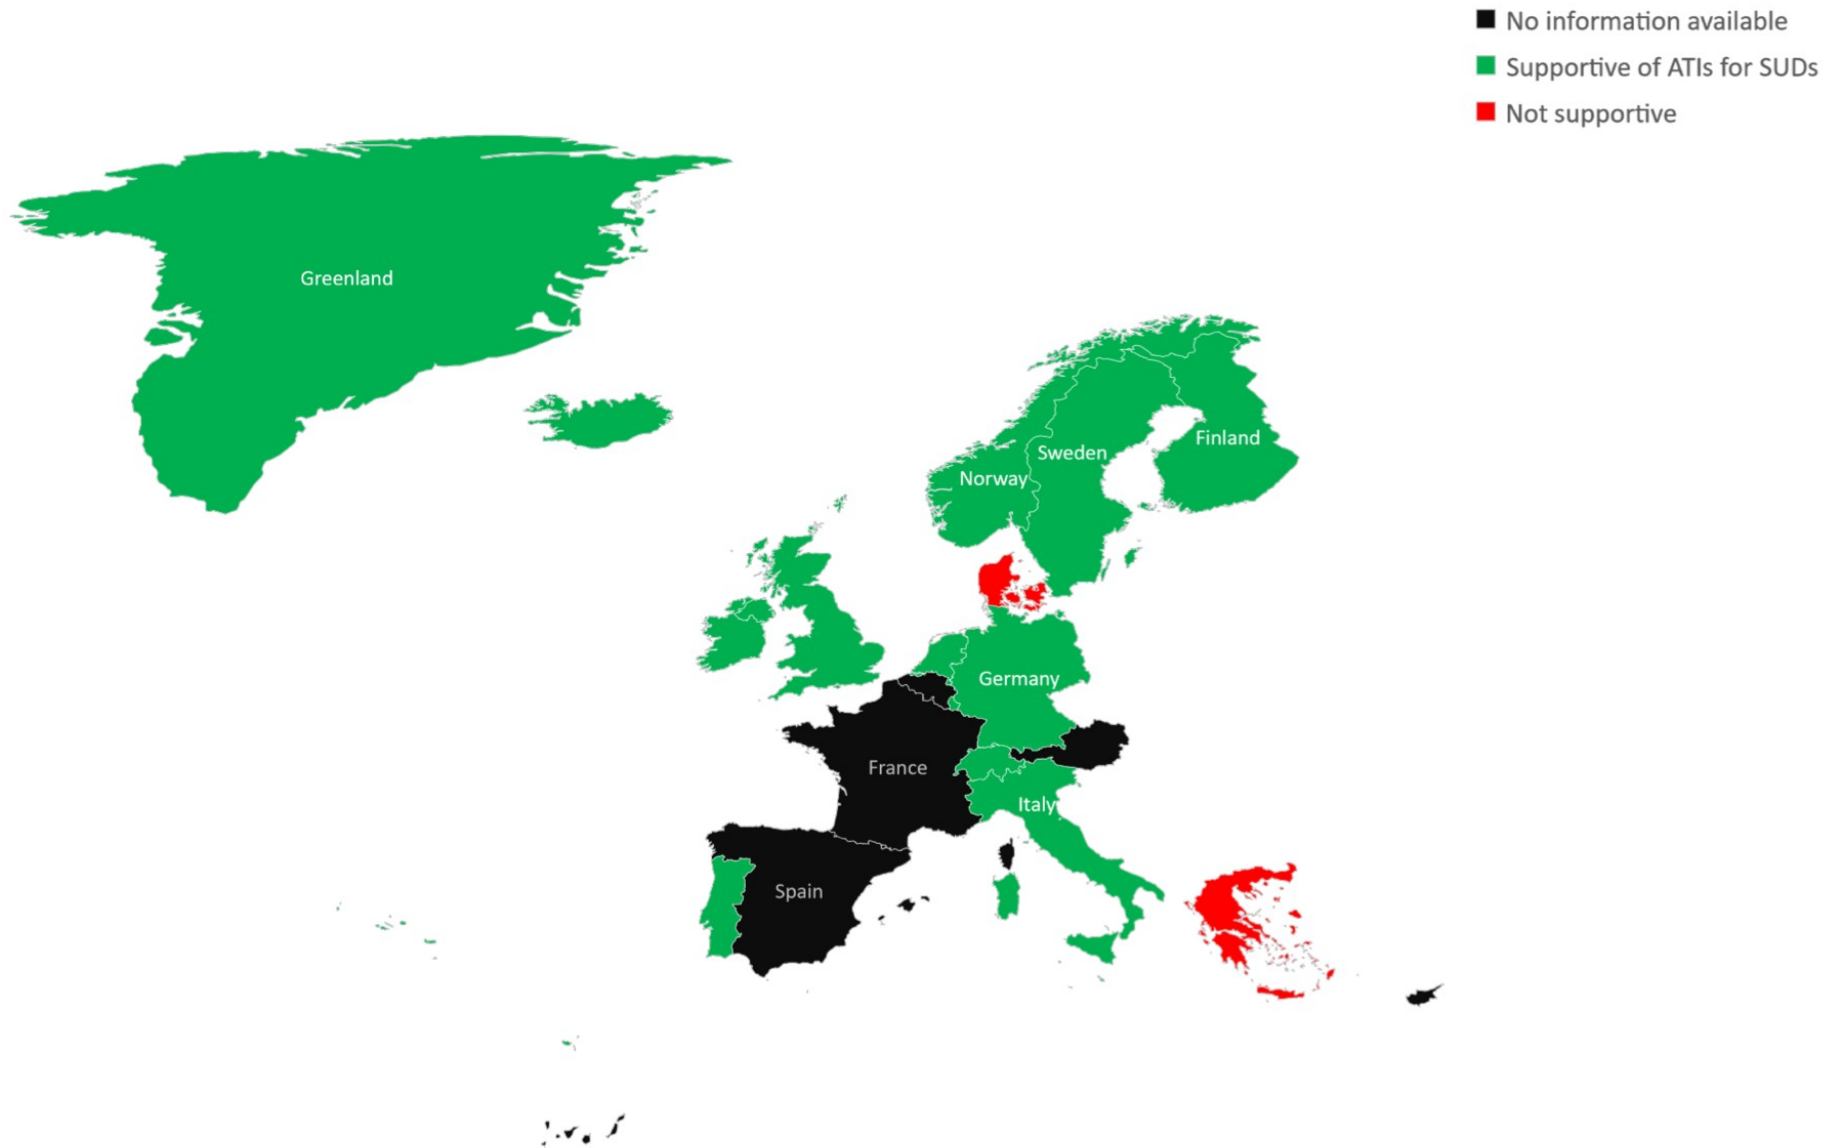 No information available
Supportive of ATIs for SUDs
Not supportive
Greenland
Finland
Sweden
Norway
Germany
France
Italy
Spain